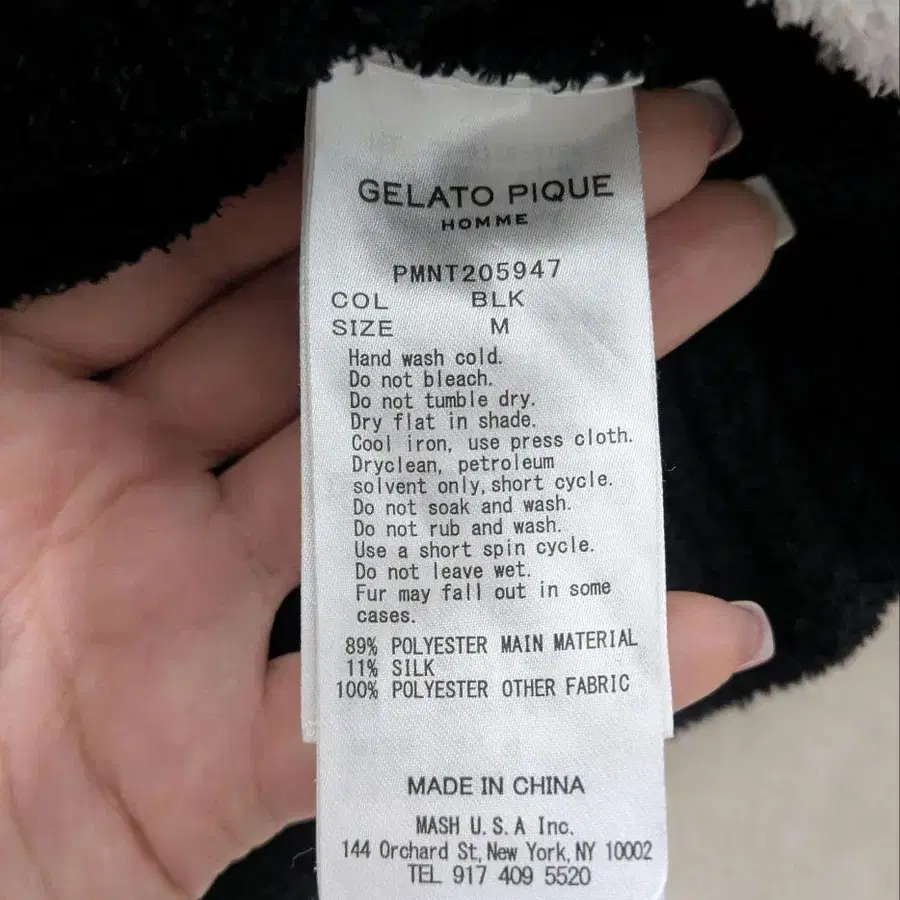 GELATO PIQUE
HOMME
PMNT205947
COL BLK
SIZE M
Hand wash cold.
Do not bleach.
Do not tumble dry.
Dry flat in shade.
Cool iron, use press cloth.
Dryclean, petroleum
solvent only, short cycle.
Do not soak and wash.
Do not rub and wash.
Use a short spin cycle.
Do not leave wet.
Fur may fall out in some
cases.
89% POLYESTER MAIN MATERIAL
11% SILK
100% POLYESTER OTHER FABRIC
MADE IN CHINA
MASH U.S.A Inc.
144 Orchard St, New York, NY 10002
TEL 917 409 5520